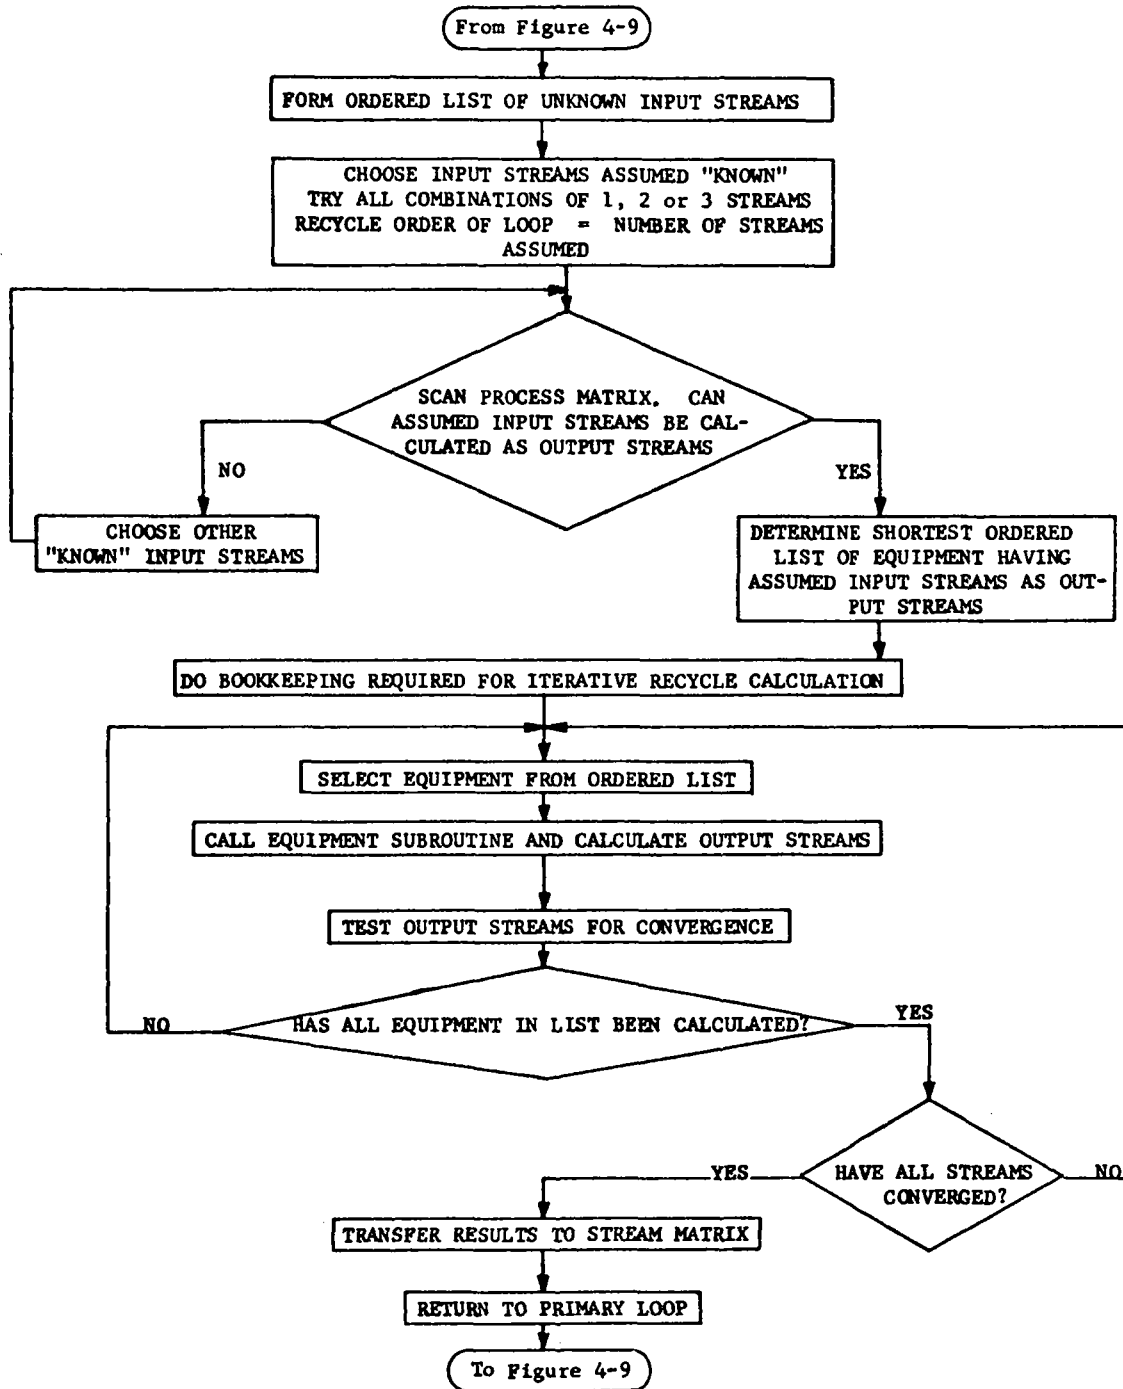 From Figure 4-9
FORM ORDERED LIST OF UNKNOWN INPUT STREAMS
CHOOSE INPUT STREAMS ASSUMED "KNOWN"
TRY ALL COMBINATIONS OF 1, 2 or 3 STREAMS
RECYCLE ORDER OF LOOP = NUMBER OF STREAMS
ASSUMED
SCAN PROCESS MATRIX. CAN
ASSUMED INPUT STREAMS BE CAL-
CULATED AS OUTPUT STREAMS
NO
YES
CHOOSE OTHER
"KNOWN" INPUT STREAMS
DETERMINE SHORTEST ORDERED
LIST OF EQUIPMENT HAVING
ASSUMED INPUT STREAMS AS OUT-
PUT STREAMS
DO BOOKKEEPING REQUIRED FOR ITERATIVE RECYCLE CALCULATION
SELECT EQUIPMENT FROM ORDERED LIST
CALL EQUIPMENT SUBROUTINE AND CALCULATE OUTPUT STREAMS
TEST OUTPUT STREAMS FOR CONVERGENCE
NO
HAS ALL EQUIPMENT IN LIST BEEN CALCULATED?
YES
YES
HAVE ALL STREAMS
CONVERGED?
NO
TRANSFER RESULTS TO STREAM MATRIX
RETURN TO PRIMARY LOOP
To Figure 4-9